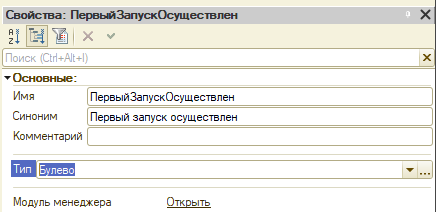 Свойства: ПервыйЗапускОсуществлен
Поиск (Ctrl+Alt+I)
Основные:
Имя ПервыйЗапускОсуществлен
Синоним Первый запуск осуществлен
Комментарий
Тип Булево
Модуль менеджера Открыть